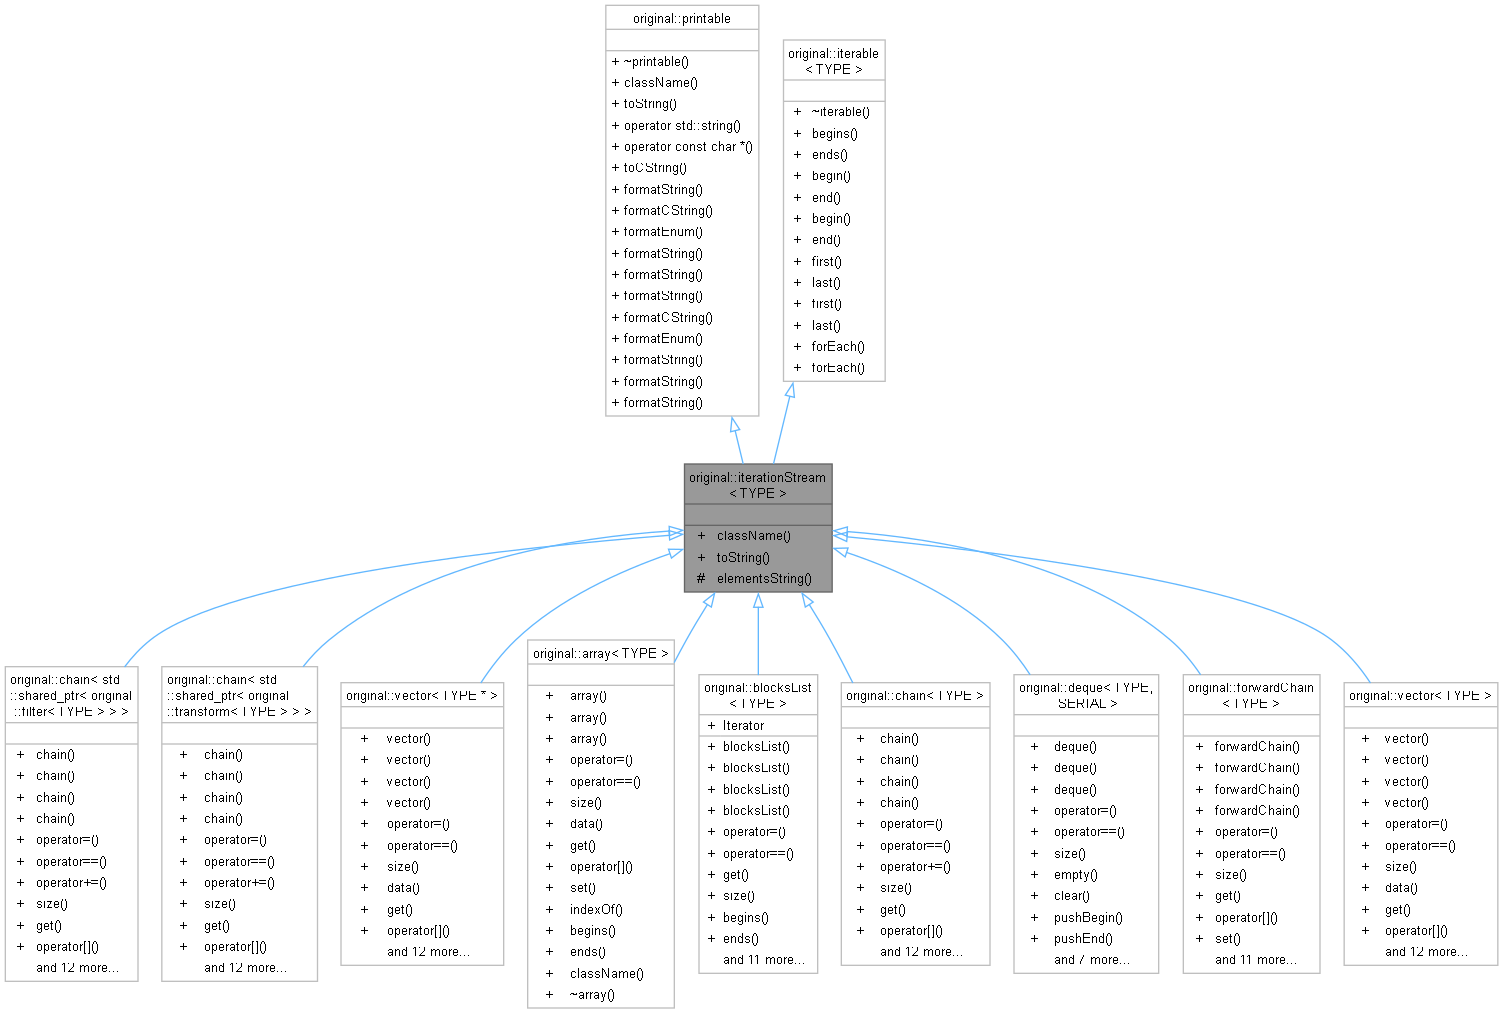 original::printable
+ ~printable()
+ className()
+ toString()
+ operator std::string()
+ operator const char *()
+ toCString()
+ formatString()
+ formatCString()
+ formatEnum()
+ formatString()
+ formatString()
+ formatString()
+ formatCString()
+ formatEnum()
+ formatString()
+ formatString()
+ formatString()
original::iterable
< TYPE >
+ ~iterable()
+ begins()
+ ends()
+ begin()
+ end()
+ begin()
+ end()
+ first()
+ last()
+ first()
+ last()
+ forEach()
+ forEach()
original::iterationStream
< TYPE >
+ className()
+ toString()
# elementsString()
original::chain< std
::shared_ptr< original
::filter< TYPE > > >
+ chain()
+ chain()
+ chain()
+ chain()
+ operator=()
+ operator==()
+ operator+=()
+ size()
+ get()
+ operator[]()
and 12 more...
original::chain< std
::shared_ptr< original
::transform< TYPE > > >
+ chain()
+ chain()
+ chain()
+ chain()
+ operator=()
+ operator==()
+ operator+=()
+ size()
+ get()
+ operator[]()
and 12 more...
original::vector< TYPE * >
+ vector()
+ vector()
+ vector()
+ vector()
+ operator=()
+ operator==()
+ size()
+ data()
+ get()
+ operator[]()
and 12 more...
original::array< TYPE >
+ array()
+ array()
+ array()
+ operator=()
+ operator==()
+ size()
+ data()
+ get()
+ operator[]()
+ set()
+ indexOf()
+ begins()
+ ends()
+ className()
+ ~array()
original::blocksList
< TYPE >
+ Iterator
+ blocksList()
+ blocksList()
+ blocksList()
+ blocksList()
+ operator=()
+ operator==()
+ get()
+ size()
+ begins()
+ ends()
and 11 more...
original::chain< TYPE >
+ chain()
+ chain()
+ chain()
+ chain()
+ operator=()
+ operator==()
+ operator+=()
+ size()
+ get()
+ operator[]()
and 12 more...
original::deque< TYPE,
SERIAL >
+ deque()
+ deque()
+ deque()
+ operator=()
+ operator==()
+ size()
+ empty()
+ clear()
+ pushBegin()
+ pushEnd()
and 7 more...
original::forwardChain
< TYPE >
+ forwardChain()
+ forwardChain()
+ forwardChain()
+ forwardChain()
+ operator=()
+ operator==()
+ size()
+ get()
+ operator[]()
+ set()
and 11 more...
original::vector< TYPE >
+ vector()
+ vector()
+ vector()
+ vector()
+ operator=()
+ operator==()
+ size()
+ data()
+ get()
+ operator[]()
and 12 more...